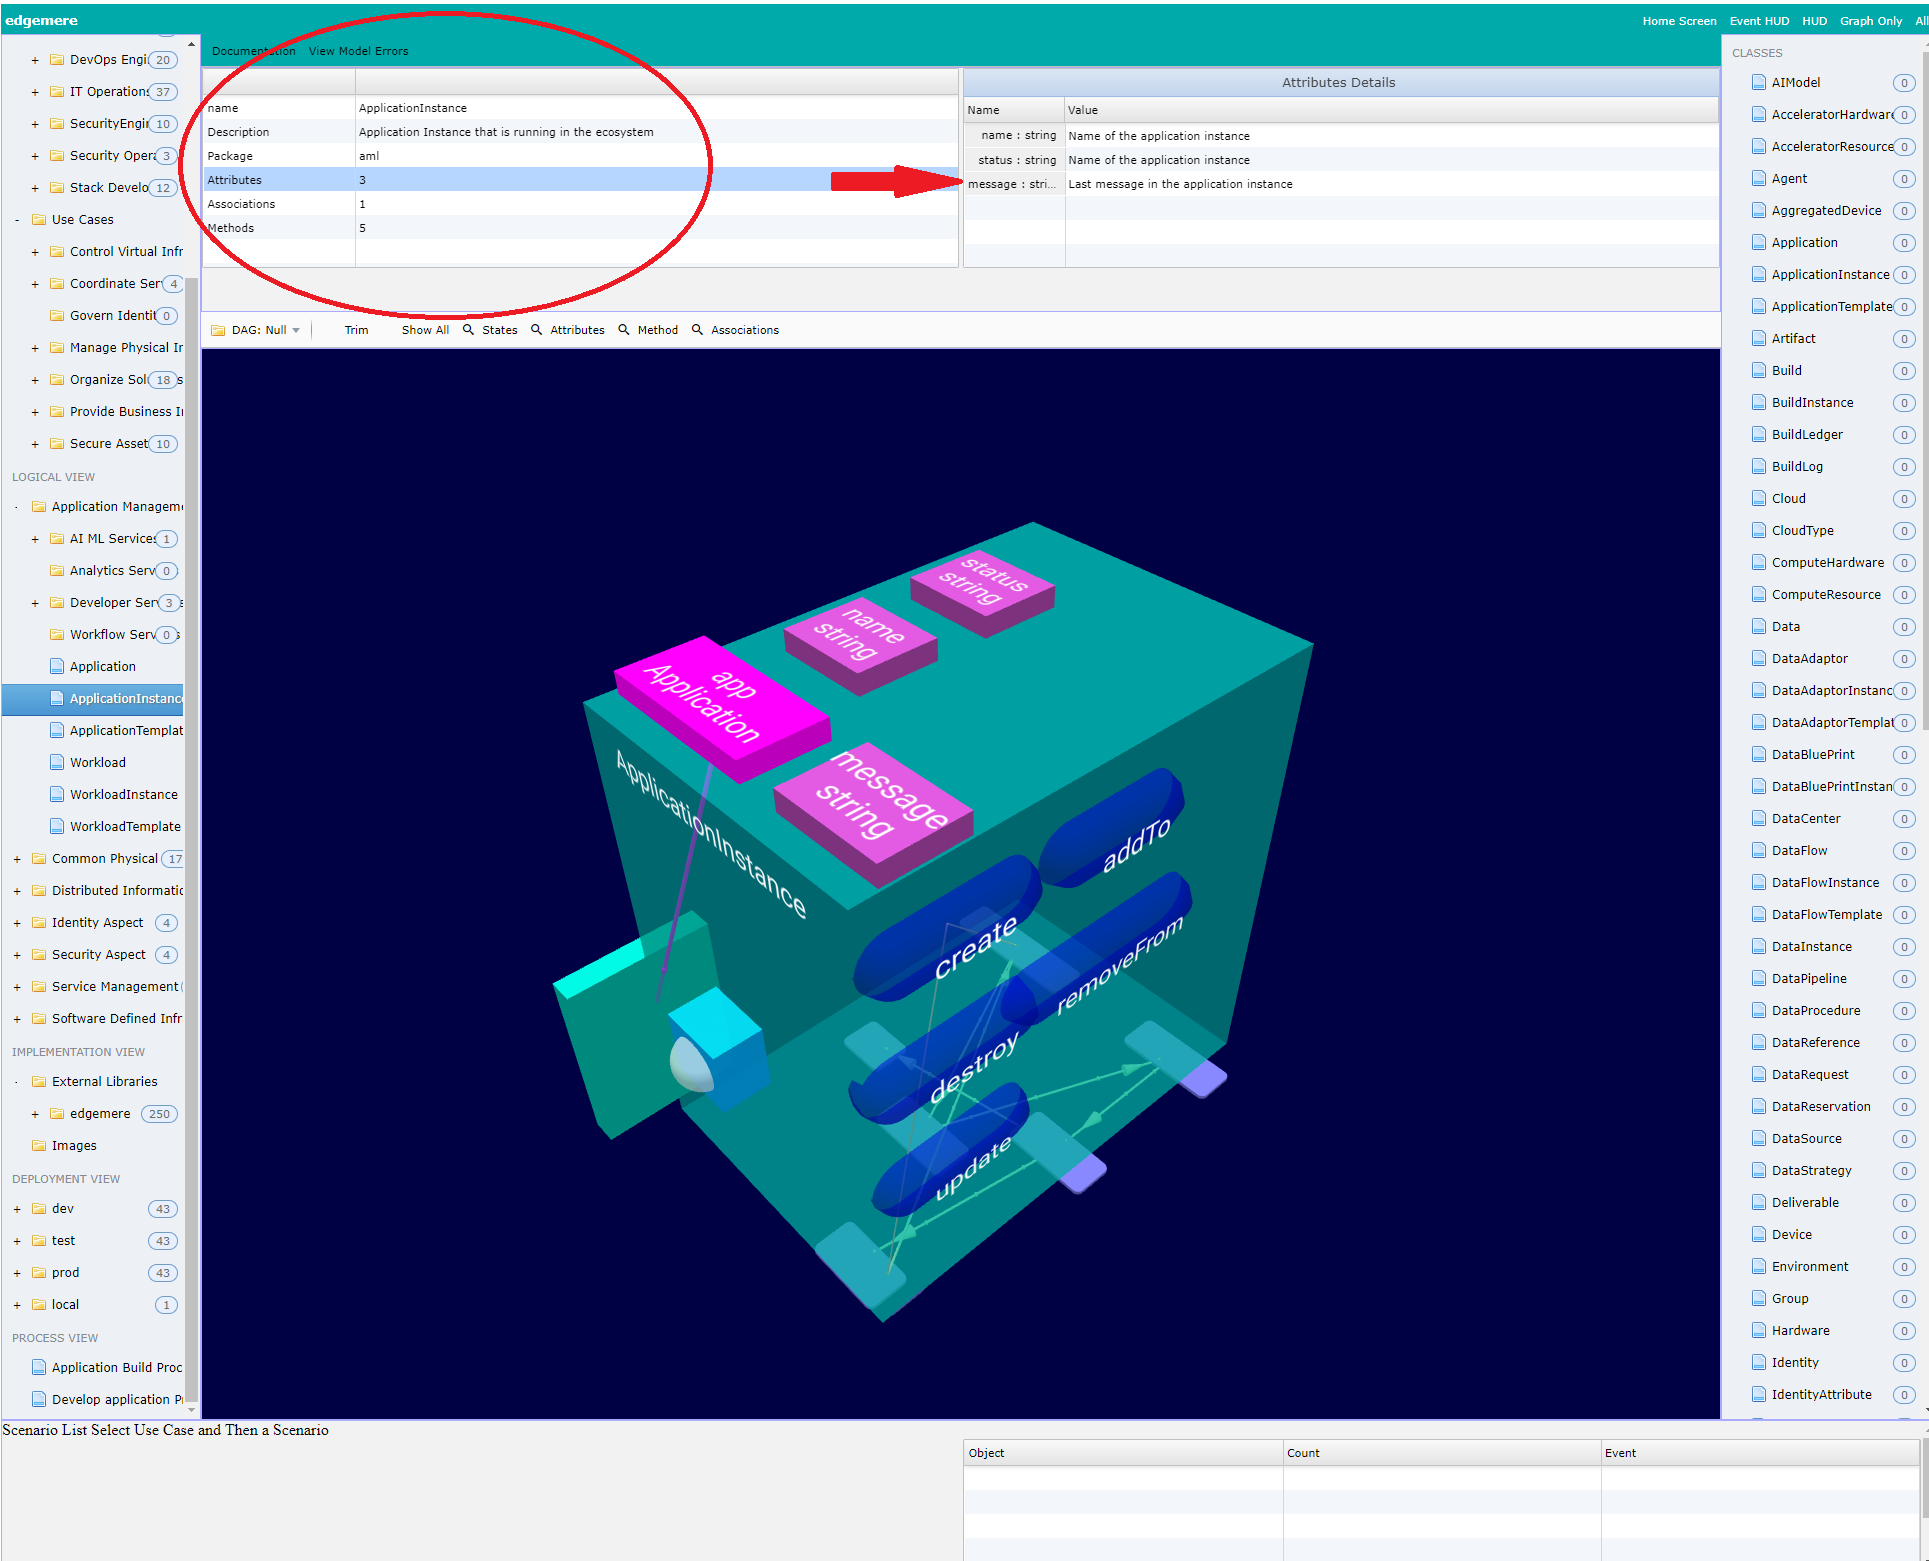 edgemere
Home Screen Event HUD HUD Graph Only All
DevOps Engi 20
IT Operations 37
SecurityEngin 10
Security Opera 3
Stack Develo 12
- Use Cases
+ Control Virtual Infr
+ Coordinate Ser 4
Govern Identit 0
+ Manage Physical Ir
+ Organize Sol 18 s
+ Provide Business I
+ Secure Asset 10
LOGICAL VIEW
Application Managem
+ AI ML Services 1
Analytics Serv 0
+ Developer Serv 3
Workflow Serv 0 s
Application
ApplicationInstance
ApplicationTemplat
Workload
WorkloadInstance
WorkloadTemplate
+ Common Physical 17
+ Distributed Informatic
+ Identity Aspect 4
+ Security Aspect 4
+ Service Management
+ Software Defined Infr
IMPLEMENTATION VIEW
External Libraries
+ edgemere 250
Images
DEPLOYMENT VIEW
+ dev 43
+ test 43
+ prod 43
+ local 1
PROCESS VIEW
Application Build Proc
Develop application P
Documentation View Model Errors
name ApplicationInstance
Description Application Instance that is running in the ecosystem
Package aml
Attributes 3
Associations 1
Methods 5
Attributes Details
Name Value
name : string Name of the application instance
status : string Name of the application instance
message : stri... Last message in the application instance
DAG: Null Trim Show All States Attributes Method Associations
status
string
name
string
app
Application
message
string
ApplicationInstance
addTo
create
removeFrom
destroy
update
CLASSES
AIModel 0
AcceleratorHardware 0
AcceleratorResource 0
Agent 0
AggregatedDevice 0
Application 0
ApplicationInstance 0
ApplicationTemplate 0
Artifact 0
Build 0
BuildInstance 0
BuildLedger 0
BuildLog 0
Cloud 0
CloudType 0
ComputeHardware 0
ComputeResource 0
Data 0
DataAdaptor 0
DataAdaptorInstanc 0
DataAdaptorTemplat 0
DataBluePrint 0
DataBluePrintInstan 0
DataCenter 0
DataFlow 0
DataFlowInstance 0
DataFlowTemplate 0
DataInstance 0
DataPipeline 0
DataProcedure 0
DataReference 0
DataRequest 0
DataReservation 0
DataSource 0
DataStrategy 0
Deliverable 0
Device 0
Environment 0
Group 0
Hardware 0
Identity 0
IdentityAttribute 0
Scenario List Select Use Case and Then a Scenario
Object Count Event